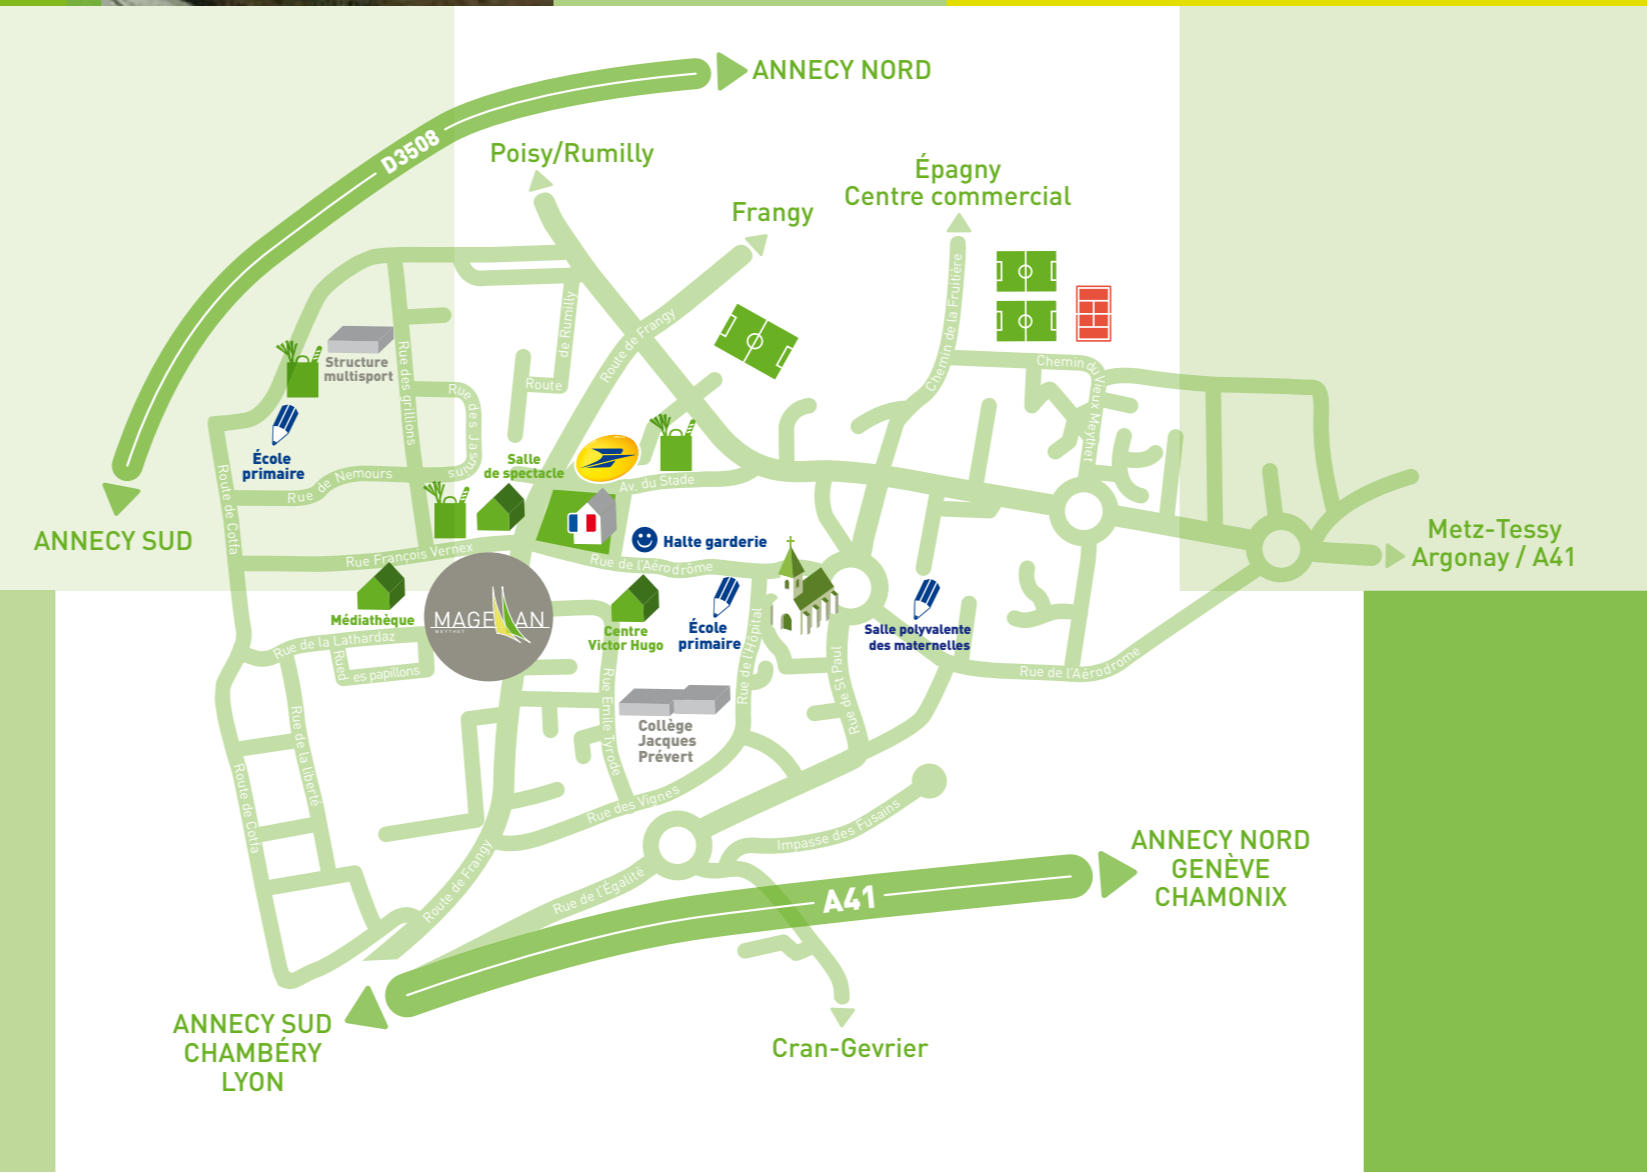 ANNECY NORD
D3508
Poisy/Rumilly
Épagny
Centre commercial
Frangy
Chemin de la Fruitière
de Rumilly
Route
Route de Frangy
Structure
multisport
Rue des grillions
Rue des Jasmins
Chemin du Vieux Meythet
École
primaire
Rue de Nemours
Route de Cotfa
Salle
de spectacle
Av. du Stade
ANNECY SUD
Metz-Tessy
Argonay / A41
Halte garderie
Rue François Vernex
Rue de l'Aérodrôme
Médiathèque
MAGELLAN
MEYTHET
Centre
Victor Hugo
École
primaire
Rue de l'Hôpital
Salle polyvalente
des maternelles
Rue de la Lathardaz
Rue d
es papillons
Rue de St Paul
Rue de l'Aérodrome
Rue Emile Tyrode
Collège
Jacques
Prévert
Rue de la liberté
Route de Cotfa
Rue des Vignes
Impasse des Fusains
Route de Frangy
Rue de l'Égalité
A41
ANNECY NORD
GENÈVE
CHAMONIX
ANNECY SUD
CHAMBÉRY
LYON
Cran-Gevrier